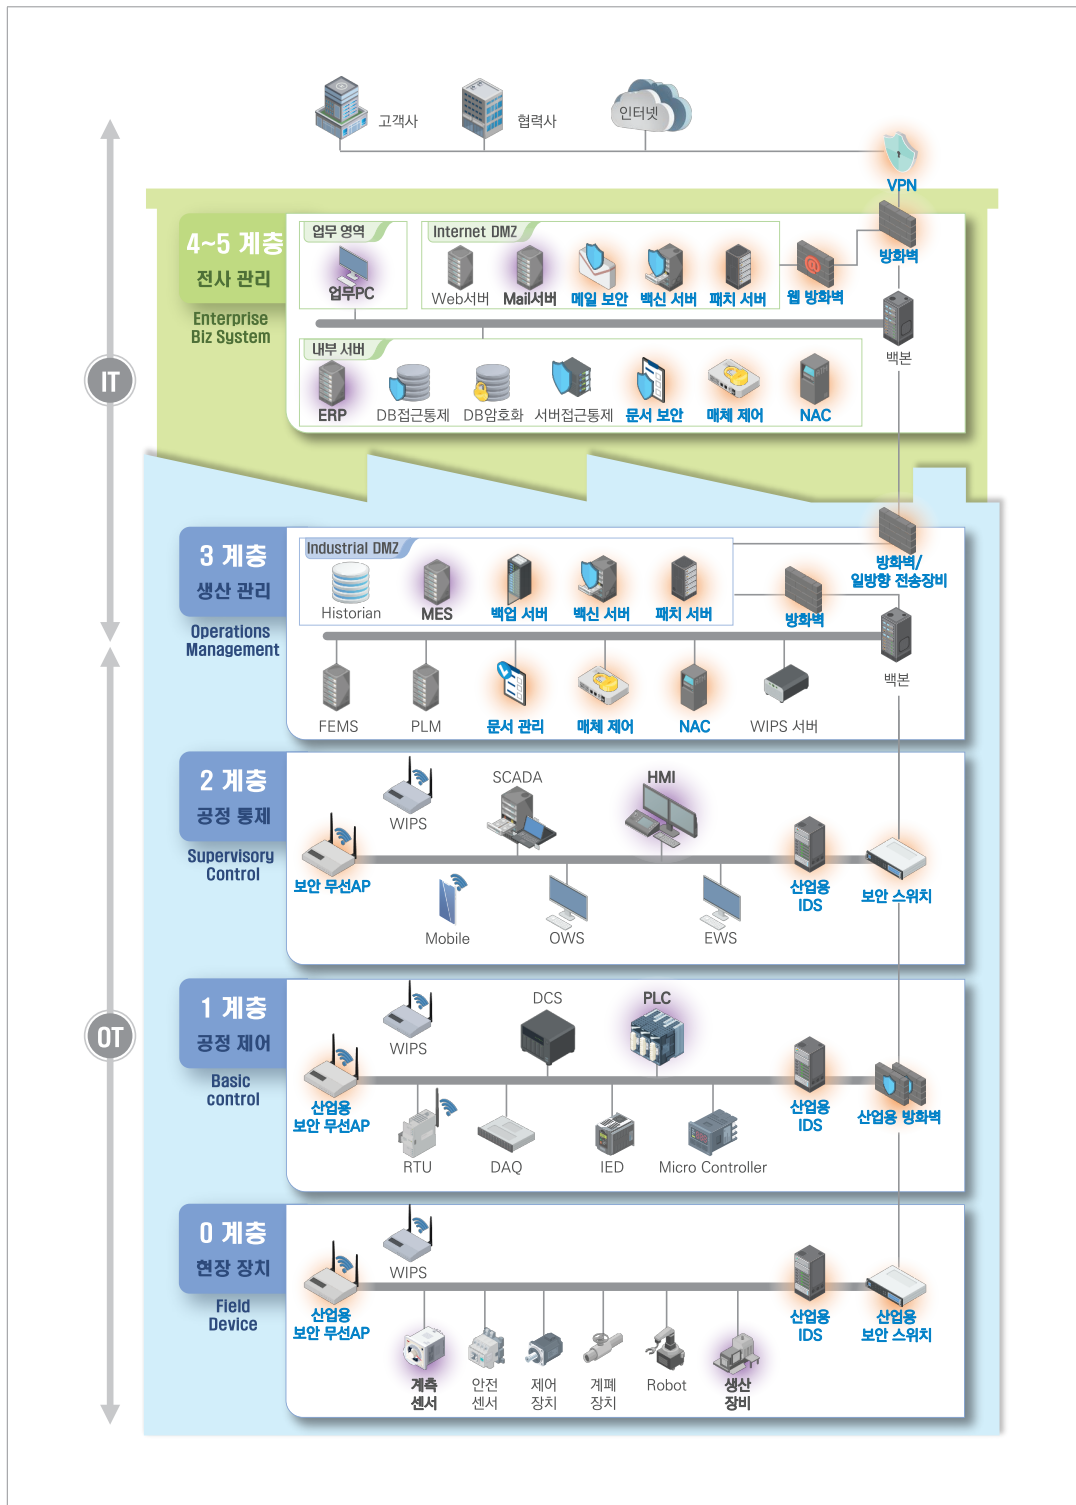 고객사
협력사
인터넷
VPN
4~5 계층
전사 관리
Enterprise
Biz System
업무 영역
업무PC
Internet DMZ
Web서버
Mail서버
메일 보안
백신 서버
패치 서버
웹 방화벽
방화벽
백본
내부 서버
ERP
DB접근통제
DB암호화
서버접근통제
문서 보안
매체 제어
NAC
IT
3 계층
생산 관리
Operations
Management
Industrial DMZ
Historian
MES
백업 서버
백신 서버
패치 서버
방화벽
방화벽/
일방향 전송장비
백본
FEMS
PLM
문서 관리
매체 제어
NAC
WIPS 서버
2 계층
공정 통제
Supervisory
Control
WIPS
SCADA
HMI
보안 무선AP
산업용
IDS
보안 스위치
Mobile
OWS
EWS
OT
1 계층
공정 제어
Basic
control
WIPS
DCS
PLC
산업용
보안 무선AP
산업용
IDS
산업용 방화벽
RTU
DAQ
IED
Micro Controller
0 계층
현장 장치
Field
Device
WIPS
산업용
보안 무선AP
산업용
IDS
산업용
보안 스위치
계측
센서
안전
센서
제어
장치
계폐
장치
Robot
생산
장비